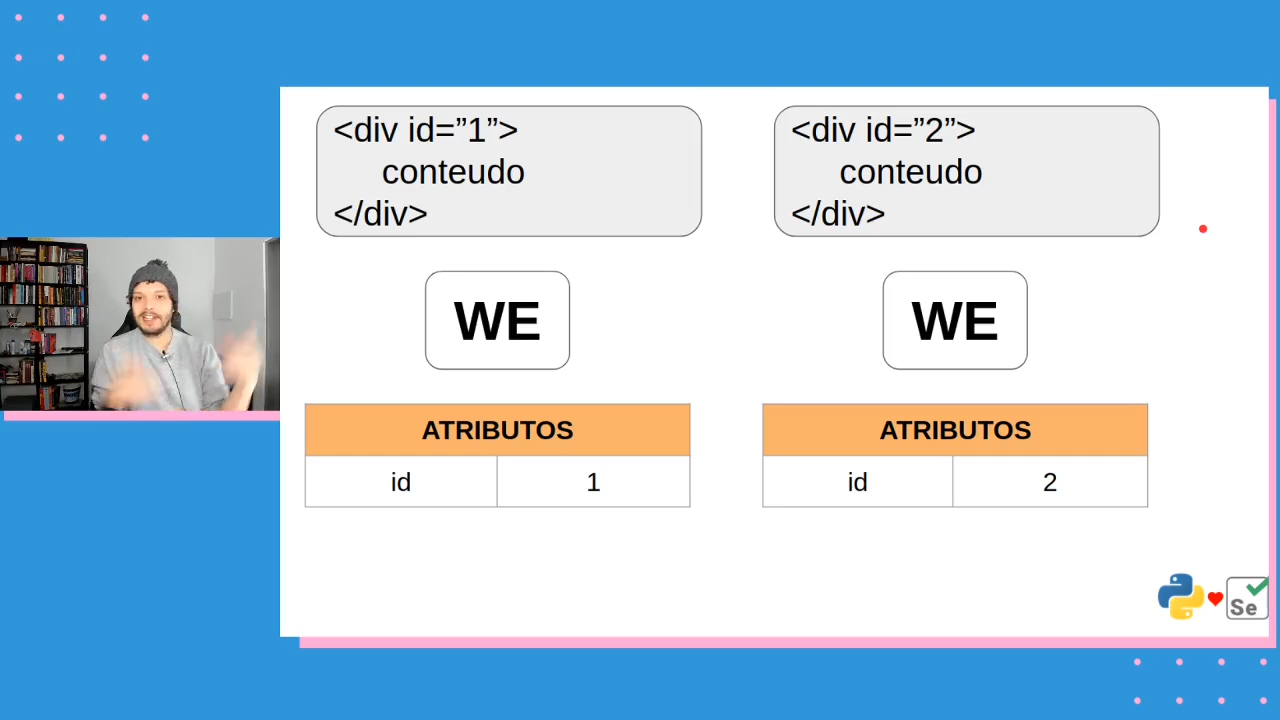 <div id=”1”>
conteudo
</div>
<div id=”2”>
conteudo
</div>
WE
WE
ATRIBUTOS
id 1
ATRIBUTOS
id 2
Se